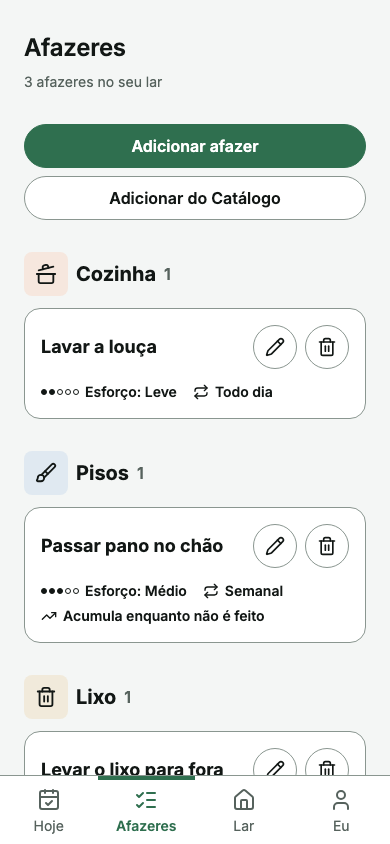 Afazeres
3 afazeres no seu lar
Adicionar afazer
Adicionar do Catálogo
Cozinha 1
Lavar a louça
Esforço: Leve Todo dia
Pisos 1
Passar pano no chão
Esforço: Médio Semanal
Acumula enquanto não é feito
Lixo 1
Levar o lixo para fora
Hoje Afazeres Lar Eu